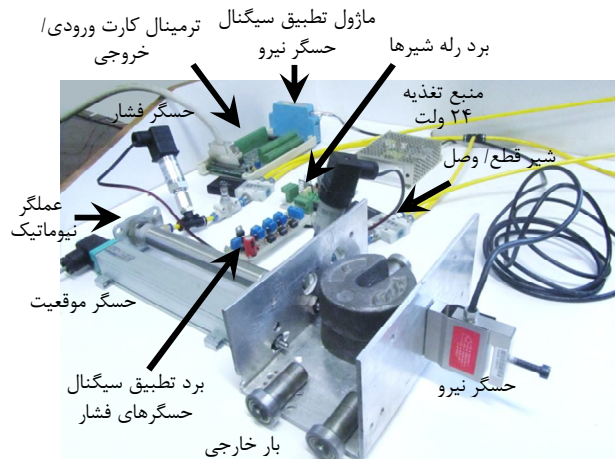 ترمینال کارت ورودی/
خروجی
ماژول تطبیق سیگنال
حسگر نیرو
برد رله شیرها
منبع تغذیه
۲۴ ولت
حسگر فشار
شیر قطع/ وصل
عملگر
نیوماتیک
حسگر موقعیت
برد تطبیق سیگنال
حسگرهای فشار
حسگر نیرو
بار خارجی